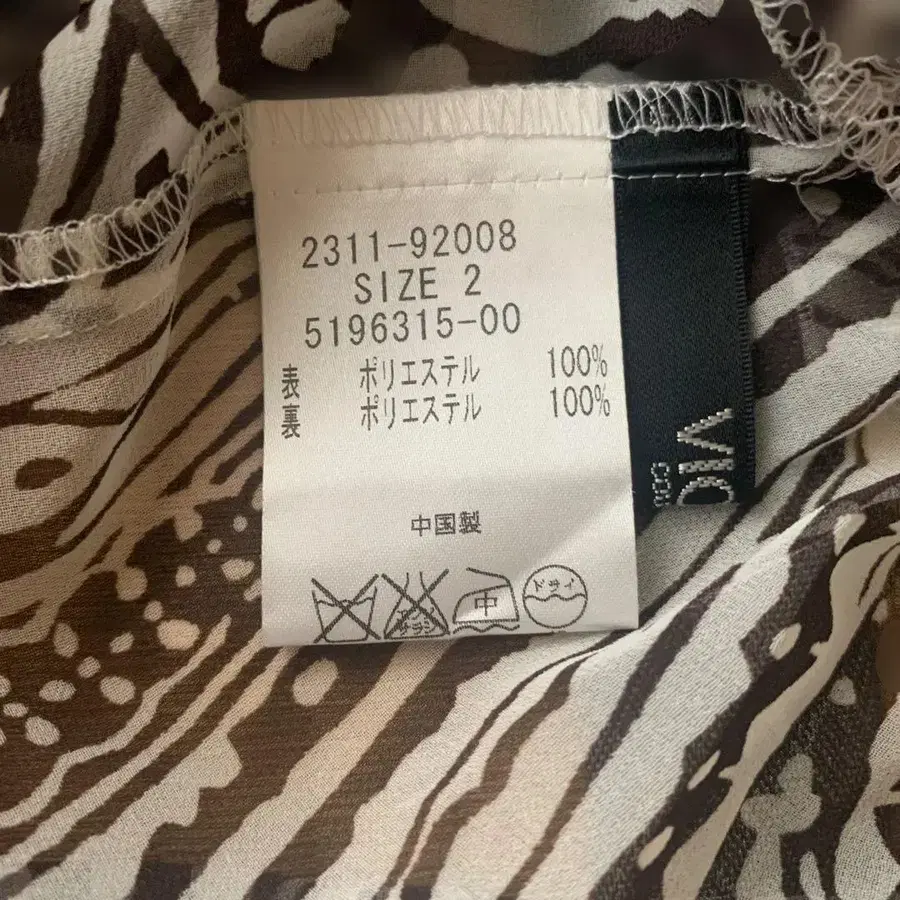 2311-92008
SIZE 2
5196315-00
表 ポリエステル 100%
裏 ポリエステル 100%
中国製
中
ドライ